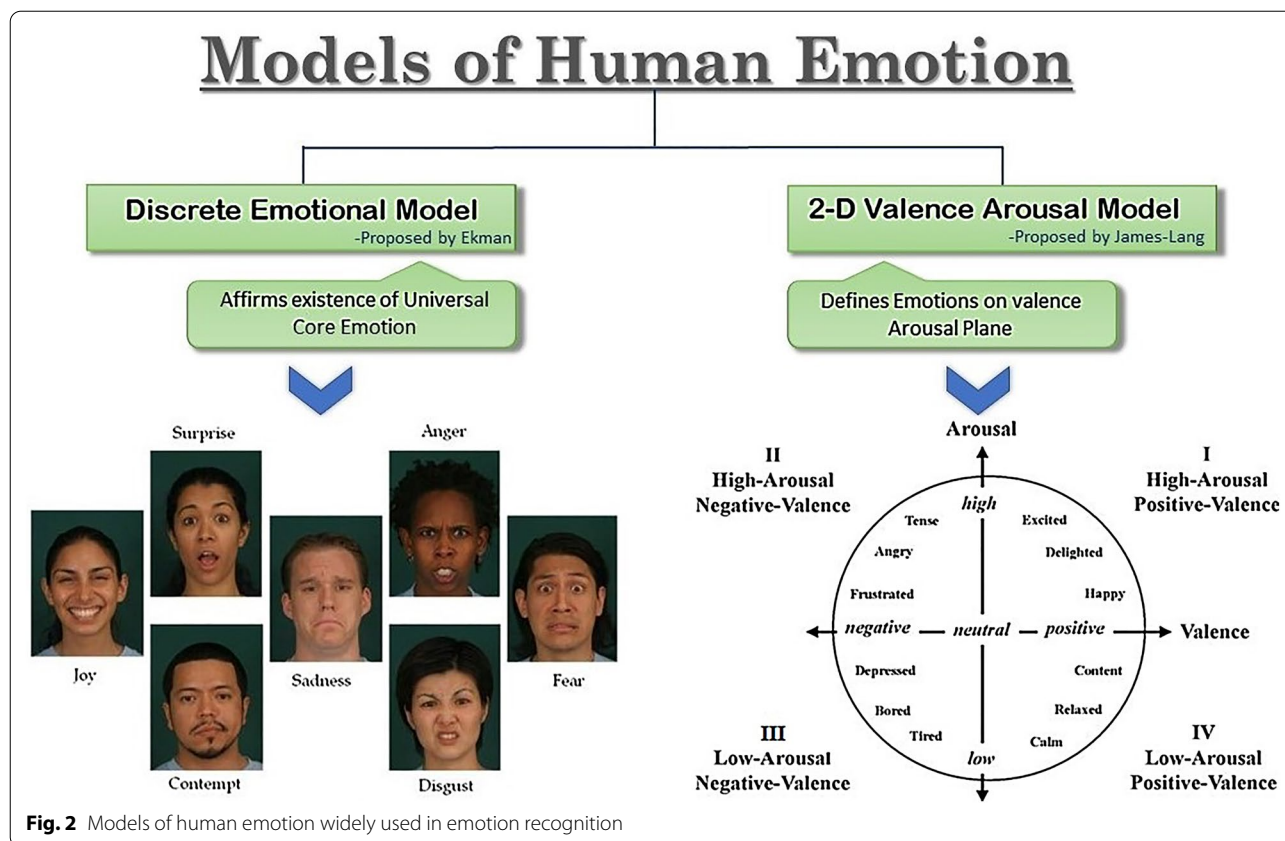 Models of Human Emotion
Discrete Emotional Model
-Proposed by Ekman
Affirms existence of Universal
Core Emotion
Surprise
Anger
Joy
Sadness
Fear
Contempt
Disgust
2-D Valence Arousal Model
-Proposed by James-Lang
Defines Emotions on valence
Arousal Plane
Arousal
II
High-Arousal
Negative-Valence
I
High-Arousal
Positive-Valence
high
Tense
Excited
Angry
Delighted
Frustrated
Happy
negative
neutral
positive
Valence
Depressed
Content
Bored
Relaxed
Tired
Calm
low
III
Low-Arousal
Negative-Valence
IV
Low-Arousal
Positive-Valence
Fig. 2 Models of human emotion widely used in emotion recognition